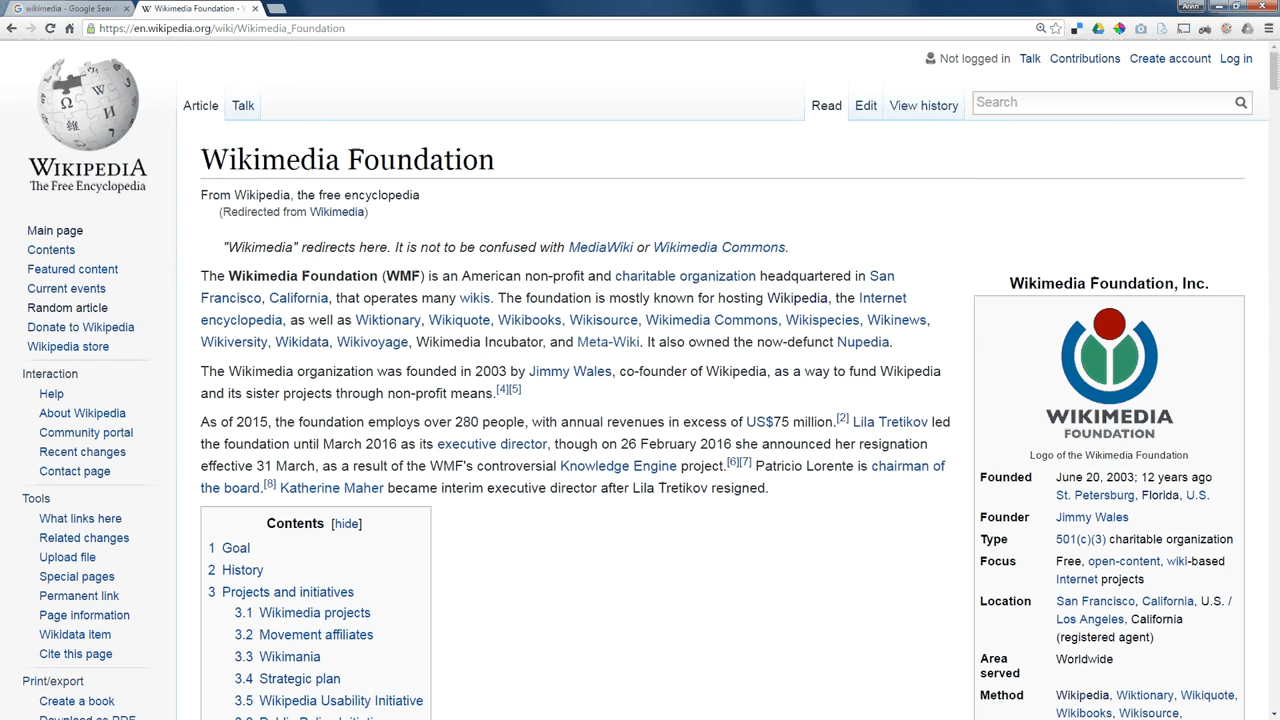 wikimedia - Google Sear
Wikimedia Foundation - W
Alvin
https://en.wikipedia.org/wiki/Wikimedia_Foundation
Not logged in Talk Contributions Create account Log in
Article Talk Read Edit View history Search
WIKIPEDIA
The Free Encyclopedia
Main page
Contents
Featured content
Current events
Random article
Donate to Wikipedia
Wikipedia store
Interaction
Help
About Wikipedia
Community portal
Recent changes
Contact page
Tools
What links here
Related changes
Upload file
Special pages
Permanent link
Page information
Wikidata item
Cite this page
Print/export
Create a book
Download as PDF
Wikimedia Foundation
From Wikipedia, the free encyclopedia
(Redirected from Wikimedia)
"Wikimedia" redirects here. It is not to be confused with MediaWiki or Wikimedia Commons.
The Wikimedia Foundation (WMF) is an American non-profit and charitable organization headquartered in San
Francisco, California, that operates many wikis. The foundation is mostly known for hosting Wikipedia, the Internet
encyclopedia, as well as Wiktionary, Wikiquote, Wikibooks, Wikisource, Wikimedia Commons, Wikispecies, Wikinews,
Wikiversity, Wikidata, Wikivoyage, Wikimedia Incubator, and Meta-Wiki. It also owned the now-defunct Nupedia.
The Wikimedia organization was founded in 2003 by Jimmy Wales, co-founder of Wikipedia, as a way to fund Wikipedia
and its sister projects through non-profit means.[4][5]
As of 2015, the foundation employs over 280 people, with annual revenues in excess of US$75 million.[2] Lila Tretikov led
the foundation until March 2016 as its executive director, though on 26 February 2016 she announced her resignation
effective 31 March, as a result of the WMF's controversial Knowledge Engine project.[6][7] Patricio Lorente is chairman of
the board.[8] Katherine Maher became interim executive director after Lila Tretikov resigned.
Contents [hide]
1 Goal
2 History
3 Projects and initiatives
3.1 Wikimedia projects
3.2 Movement affiliates
3.3 Wikimania
3.4 Strategic plan
3.5 Wikipedia Usability Initiative
Wikimedia Foundation, Inc.
WIKIMEDIA
FOUNDATION
Logo of the Wikimedia Foundation
Founded June 20, 2003; 12 years ago
St. Petersburg, Florida, U.S.
Founder Jimmy Wales
Type 501(c)(3) charitable organization
Focus Free, open-content, wiki-based
Internet projects
Location San Francisco, California, U.S. /
Los Angeles, California
(registered agent)
Area Worldwide
served
Method Wikipedia, Wiktionary, Wikiquote,
Wikibooks, Wikisource,